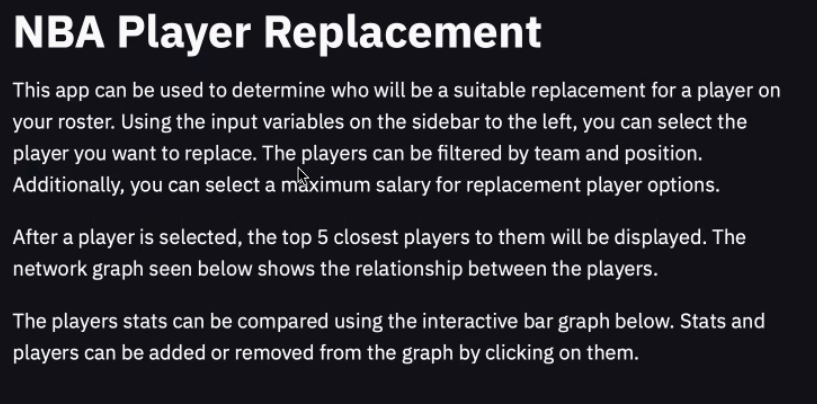 NBA Player Replacement
This app can be used to determine who will be a suitable replacement for a player on
your roster. Using the input variables on the sidebar to the left, you can select the
player you want to replace. The players can be filtered by team and position.
Additionally, you can select a maximum salary for replacement player options.
After a player is selected, the top 5 closest players to them will be displayed. The
network graph seen below shows the relationship between the players.
The players stats can be compared using the interactive bar graph below. Stats and
players can be added or removed from the graph by clicking on them.